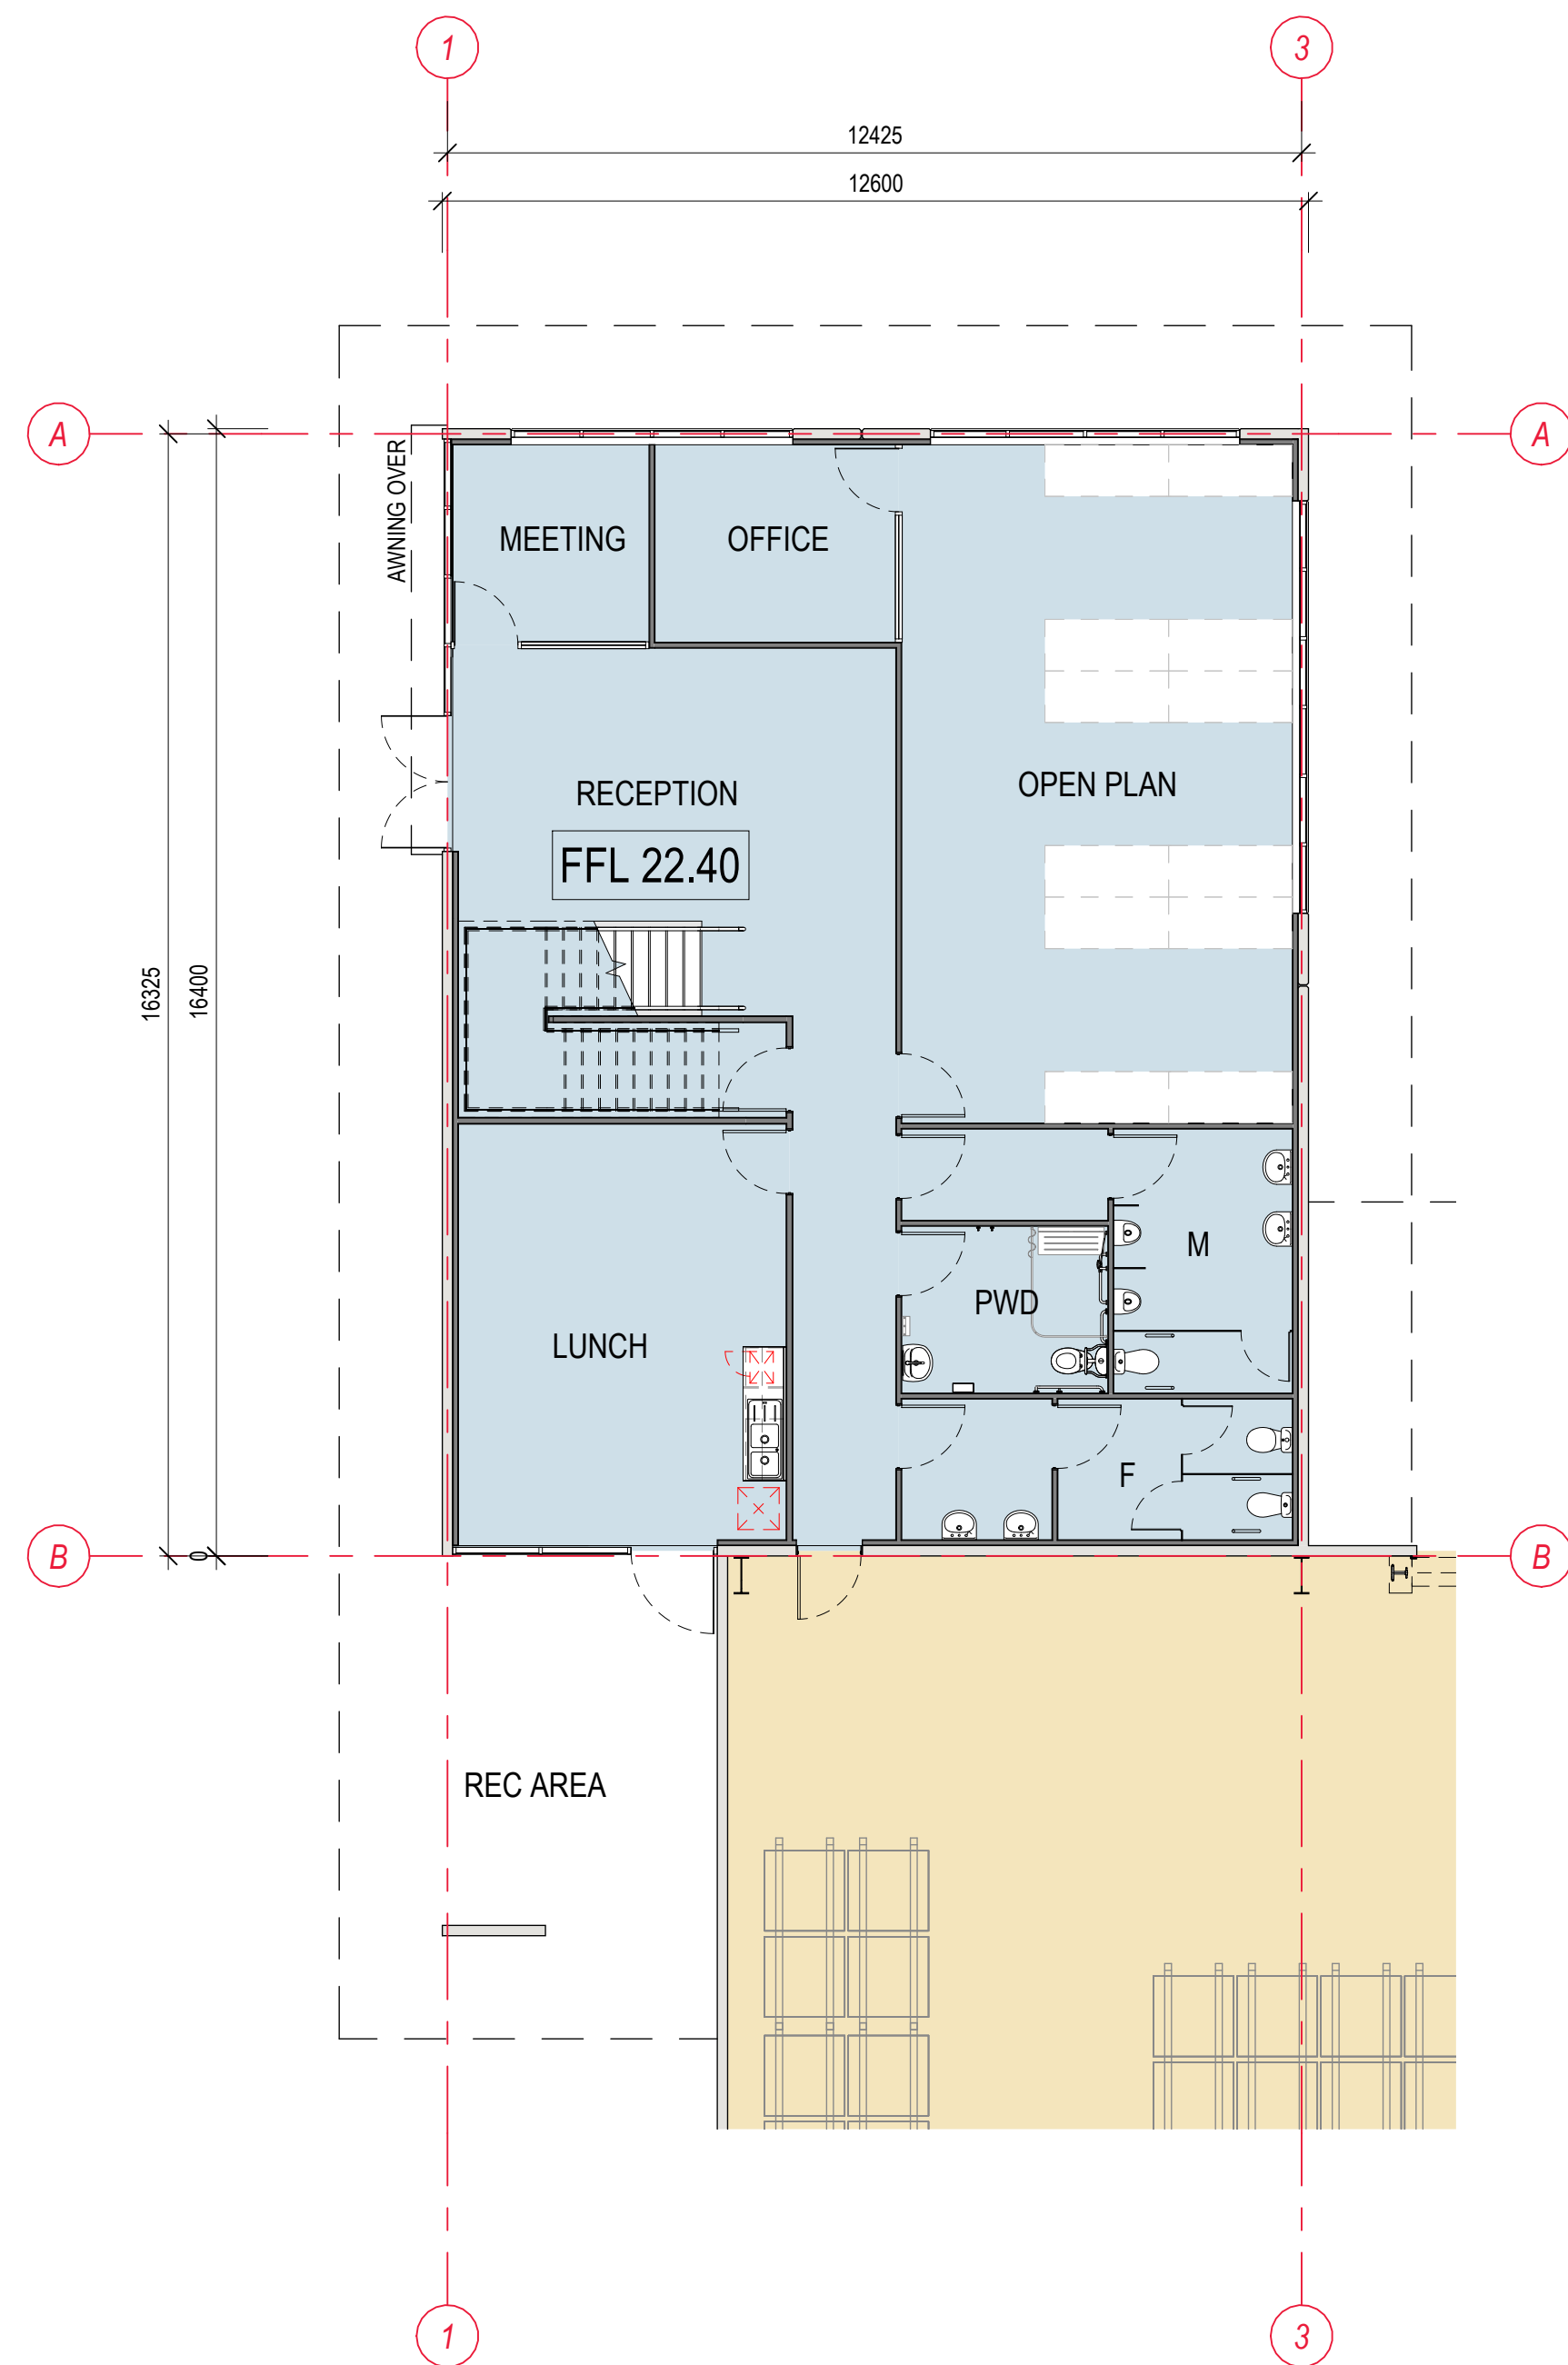 1
3
12425
12600
A
A
AWNING OVER
MEETING
OFFICE
RECEPTION
OPEN PLAN
FFL 22.40
16325
16400
M
PWD
LUNCH
F
B
0
B
REC AREA
1
3